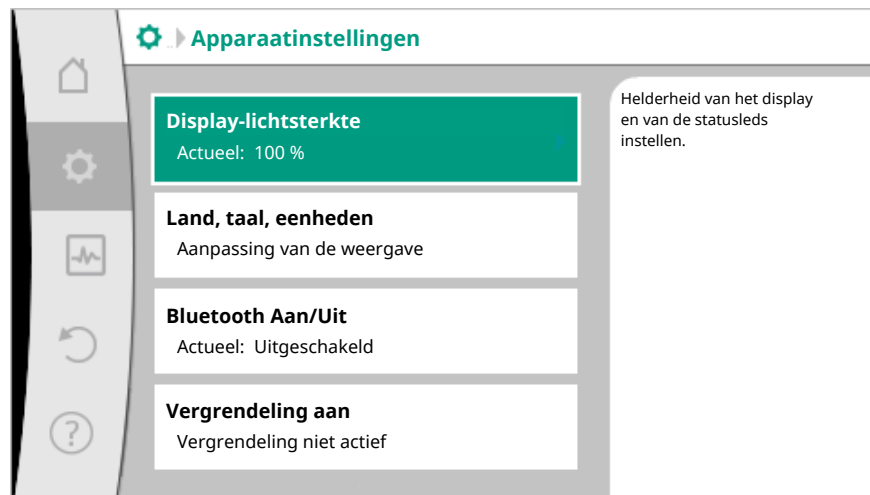 Apparaatinstellingen
Display-lichtsterkte
Actueel: 100 %
Land, taal, eenheden
Aanpassing van de weergave
Bluetooth Aan/Uit
Actueel: Uitgeschakeld
Vergrendeling aan
Vergrendeling niet actief
Helderheid van het display
en van de statusleds
instellen.
?